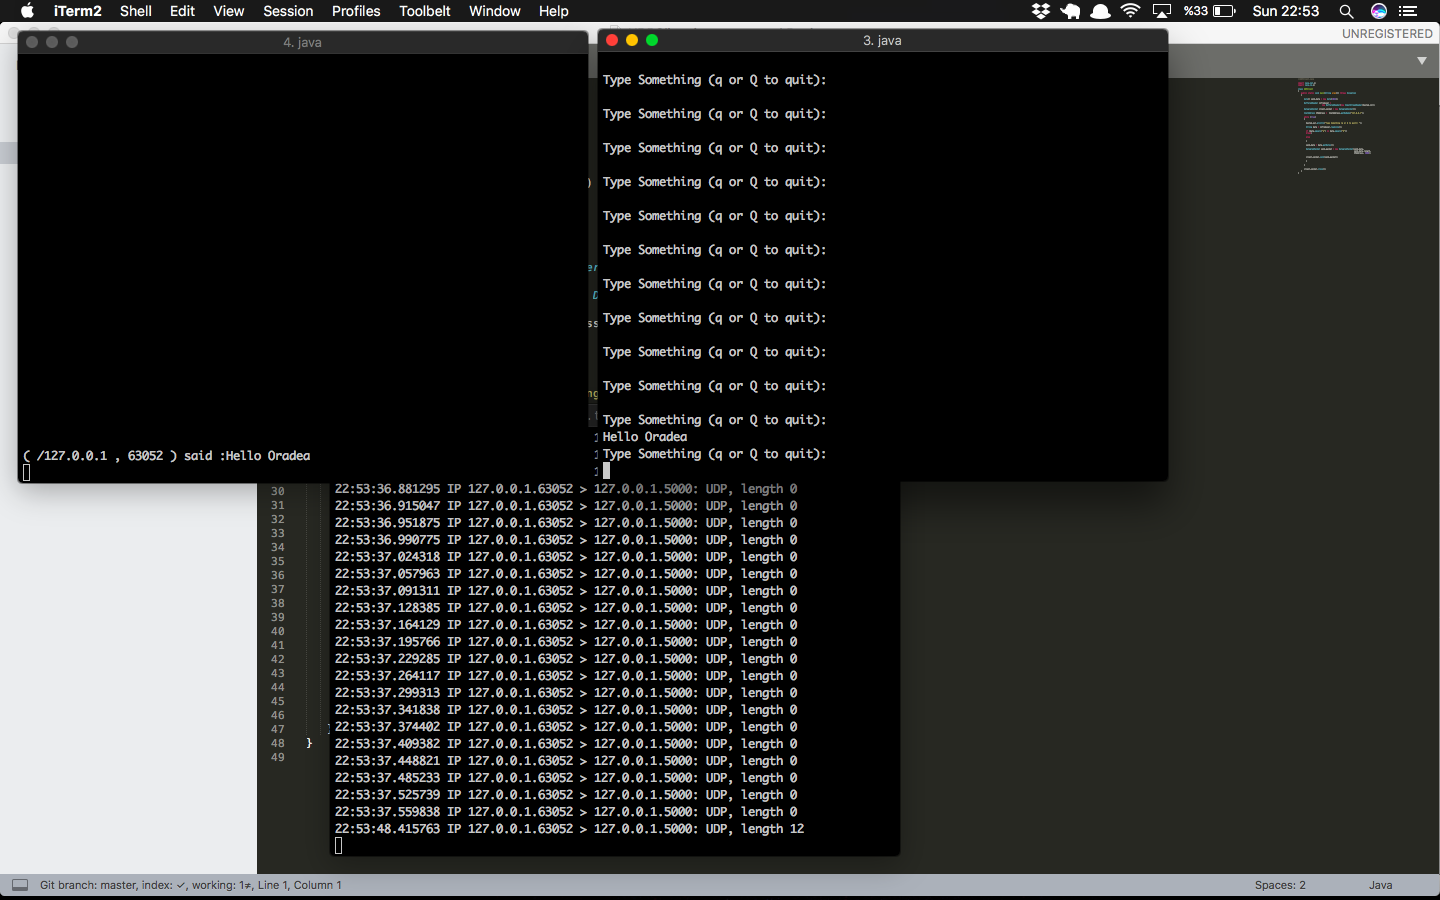 iTerm2 Shell Edit View Session Profiles Toolbelt Window Help %33 Sun 22:53
UNREGISTERED
4. java
( /127.0.0.1 , 63052 ) said :Hello Oradea
3. java
Type Something (q or Q to quit):
Type Something (q or Q to quit):
Type Something (q or Q to quit):
Type Something (q or Q to quit):
Type Something (q or Q to quit):
Type Something (q or Q to quit):
Type Something (q or Q to quit):
Type Something (q or Q to quit):
Type Something (q or Q to quit):
Type Something (q or Q to quit):
Type Something (q or Q to quit):
Hello Oradea
Type Something (q or Q to quit):
22:53:36.881295 IP 127.0.0.1.63052 > 127.0.0.1.5000: UDP, length 0
22:53:36.915047 IP 127.0.0.1.63052 > 127.0.0.1.5000: UDP, length 0
22:53:36.951875 IP 127.0.0.1.63052 > 127.0.0.1.5000: UDP, length 0
22:53:36.990775 IP 127.0.0.1.63052 > 127.0.0.1.5000: UDP, length 0
22:53:37.024318 IP 127.0.0.1.63052 > 127.0.0.1.5000: UDP, length 0
22:53:37.057963 IP 127.0.0.1.63052 > 127.0.0.1.5000: UDP, length 0
22:53:37.091311 IP 127.0.0.1.63052 > 127.0.0.1.5000: UDP, length 0
22:53:37.128385 IP 127.0.0.1.63052 > 127.0.0.1.5000: UDP, length 0
22:53:37.164129 IP 127.0.0.1.63052 > 127.0.0.1.5000: UDP, length 0
22:53:37.195766 IP 127.0.0.1.63052 > 127.0.0.1.5000: UDP, length 0
22:53:37.229285 IP 127.0.0.1.63052 > 127.0.0.1.5000: UDP, length 0
22:53:37.264117 IP 127.0.0.1.63052 > 127.0.0.1.5000: UDP, length 0
22:53:37.299313 IP 127.0.0.1.63052 > 127.0.0.1.5000: UDP, length 0
22:53:37.341838 IP 127.0.0.1.63052 > 127.0.0.1.5000: UDP, length 0
22:53:37.374402 IP 127.0.0.1.63052 > 127.0.0.1.5000: UDP, length 0
22:53:37.409382 IP 127.0.0.1.63052 > 127.0.0.1.5000: UDP, length 0
22:53:37.448821 IP 127.0.0.1.63052 > 127.0.0.1.5000: UDP, length 0
22:53:37.485233 IP 127.0.0.1.63052 > 127.0.0.1.5000: UDP, length 0
22:53:37.525739 IP 127.0.0.1.63052 > 127.0.0.1.5000: UDP, length 0
22:53:37.559838 IP 127.0.0.1.63052 > 127.0.0.1.5000: UDP, length 0
22:53:48.415763 IP 127.0.0.1.63052 > 127.0.0.1.5000: UDP, length 12
30
31
32
33
34
35
36
37
38
39
40
41
42
43
44
45
46
47
48 }
49
Git branch: master, index: ✓, working: 1≠, Line 1, Column 1 Spaces: 2 Java